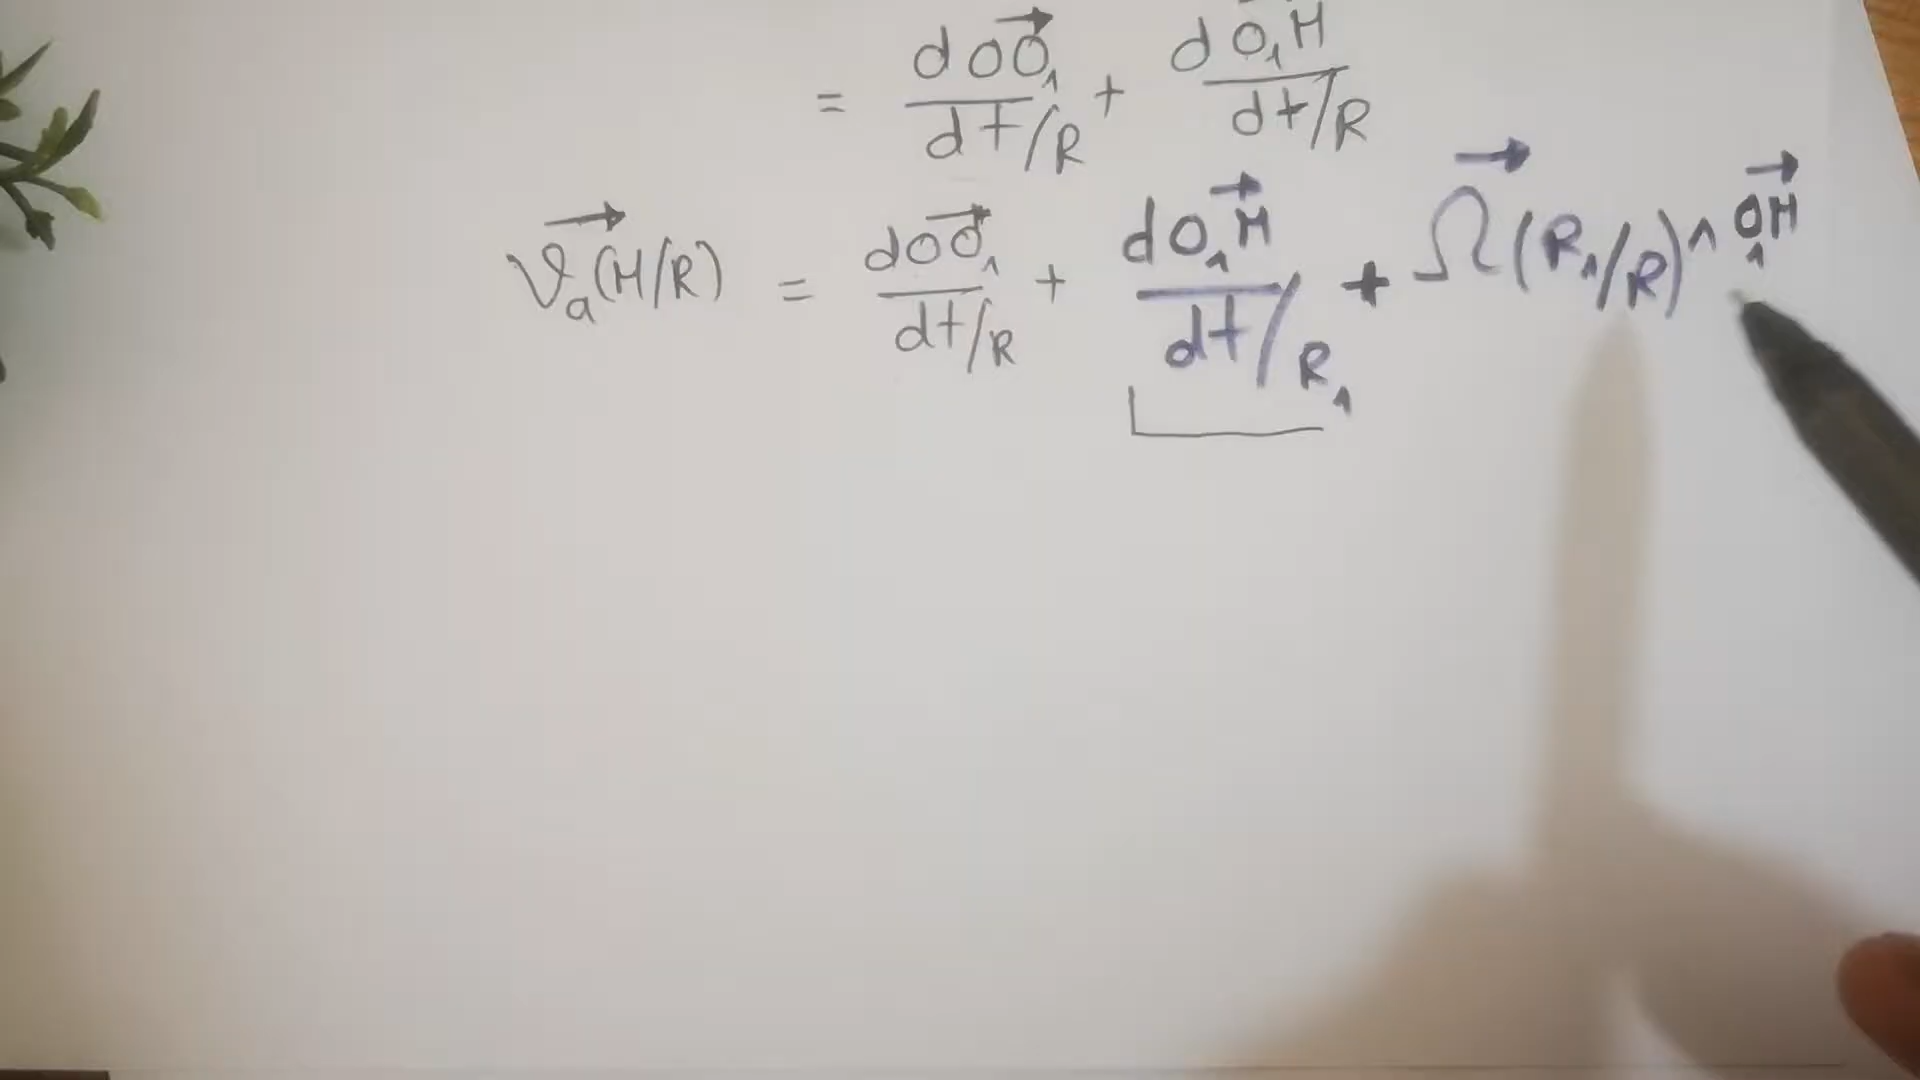 = dOO₁/dt/R + dO₁M/dt/R
V⃗a(M/R) = dOO₁⃗/dt/R + dO₁M⃗/dt/R₁ + Ω⃗(R₁/R)∧O₁M⃗